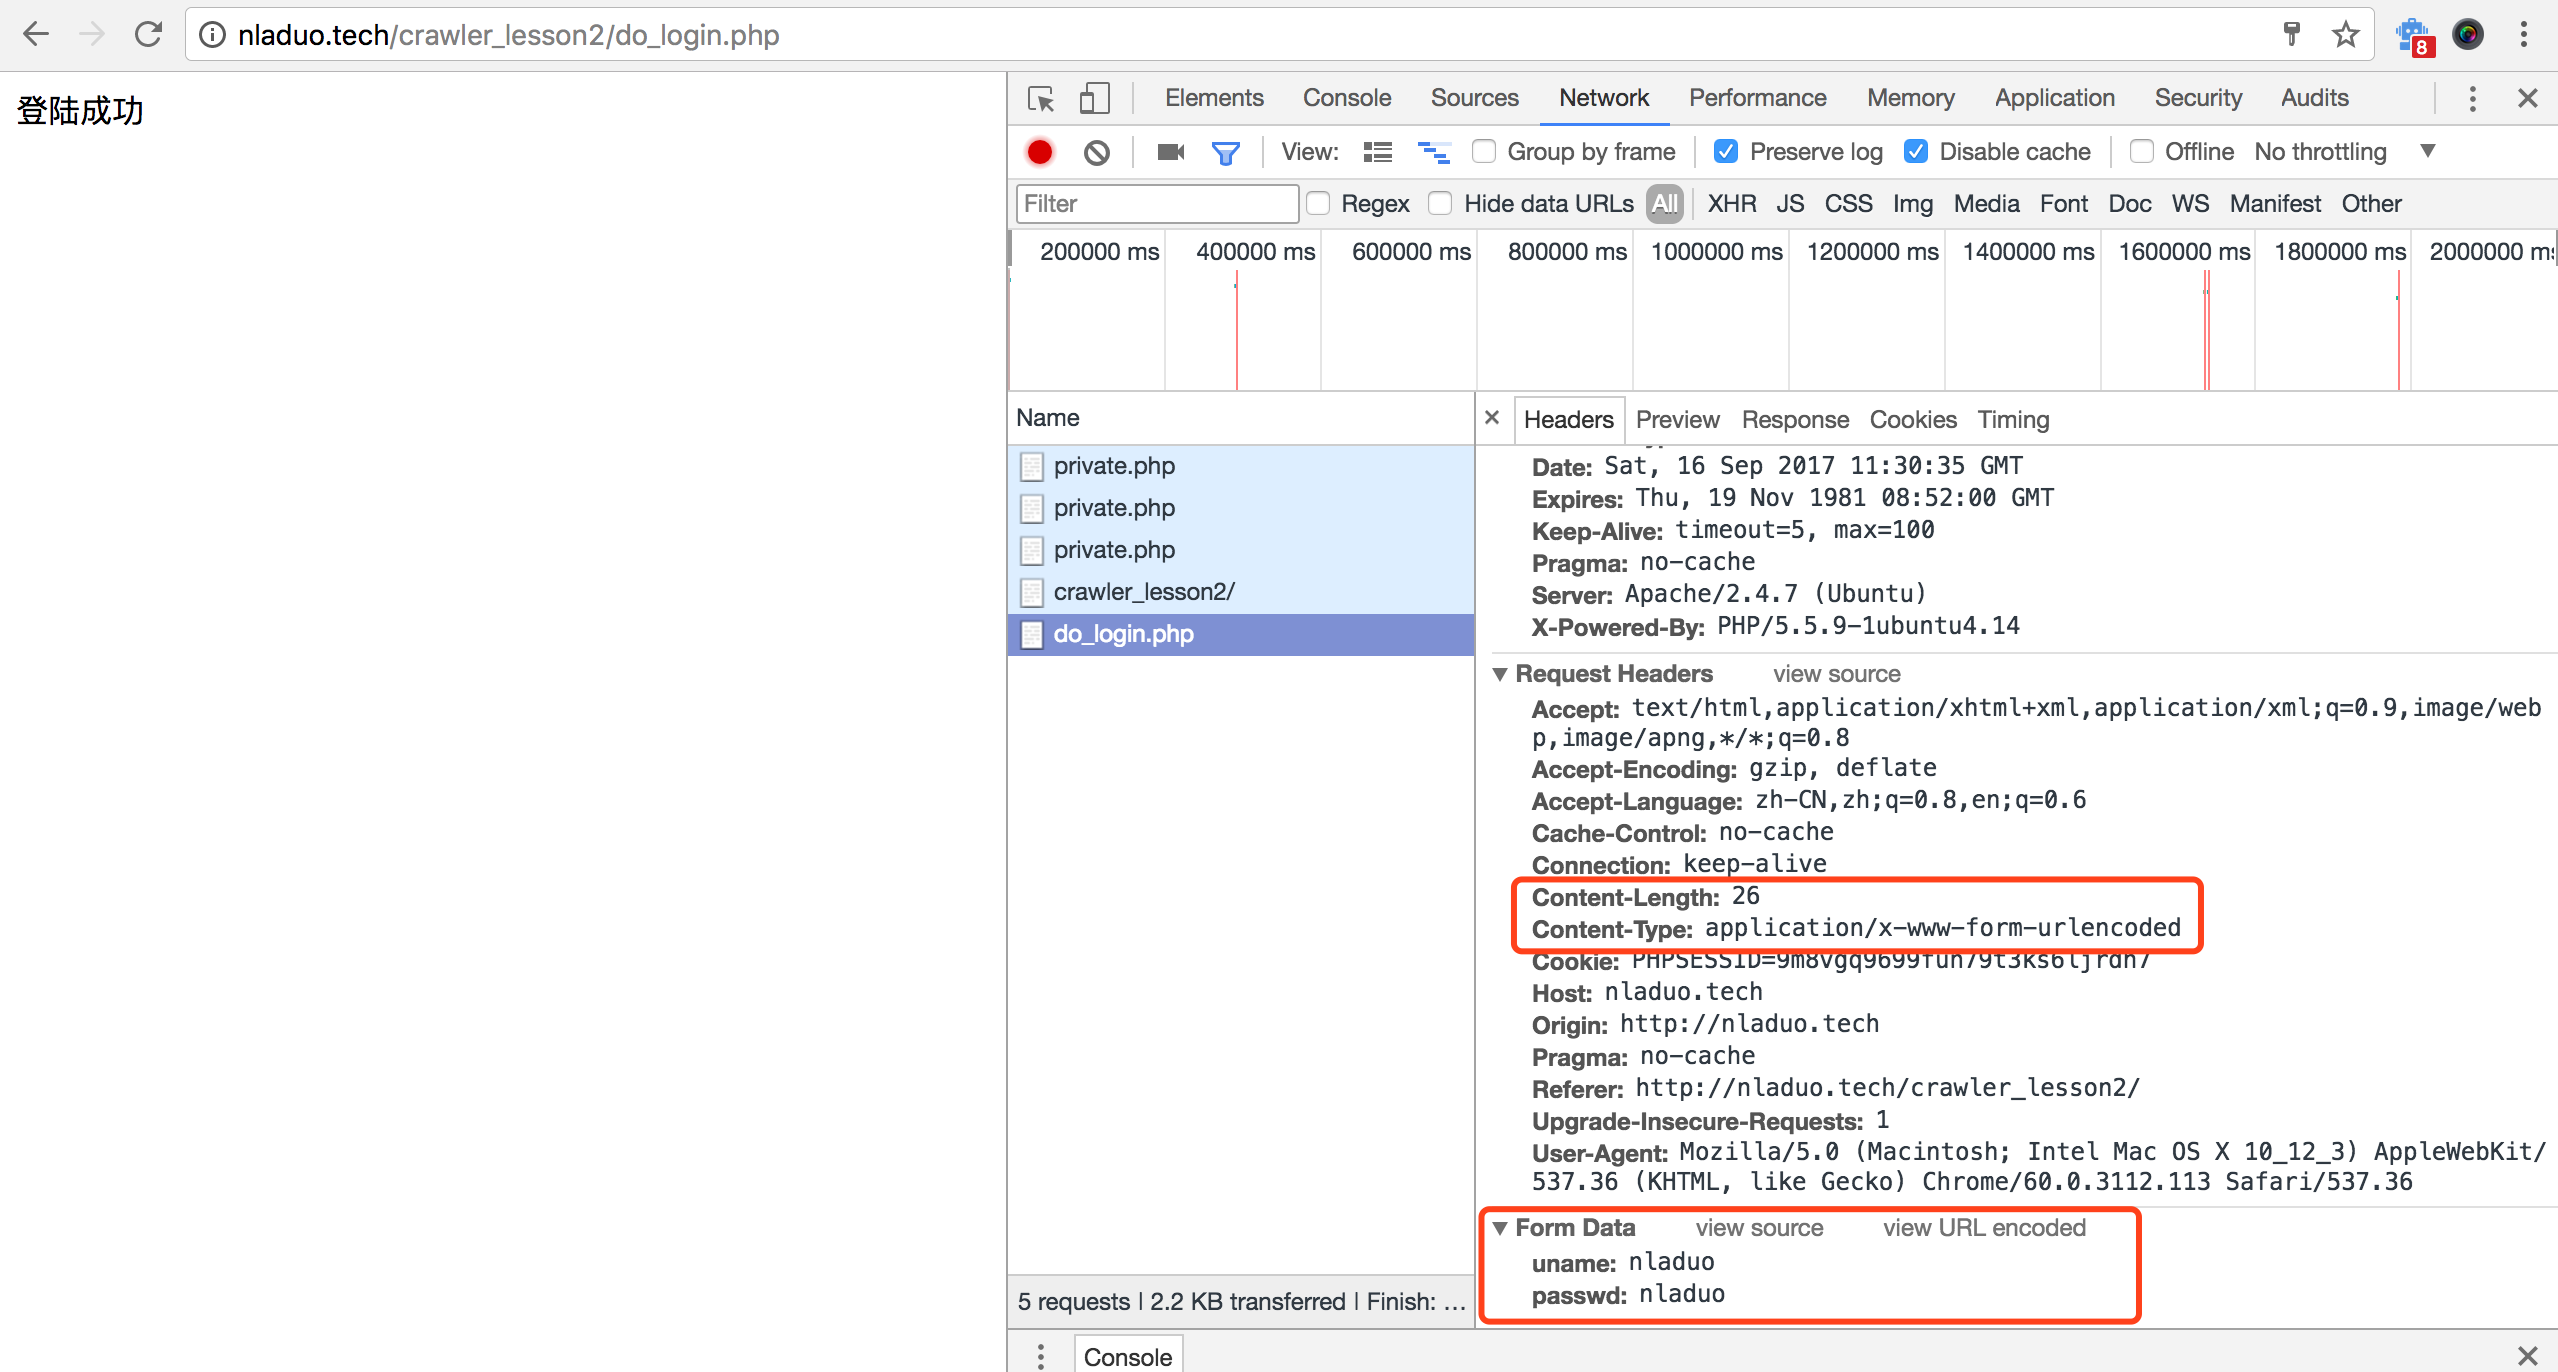 nladuo.tech/crawler_lesson2/do_login.php
8
登陆成功
Elements Console Sources Network Performance Memory Application Security Audits
View: Group by frame Preserve log Disable cache Offline No throttling
Filter Regex Hide data URLs All XHR JS CSS Img Media Font Doc WS Manifest Other
200000 ms 400000 ms 600000 ms 800000 ms 1000000 ms 1200000 ms 1400000 ms 1600000 ms 1800000 ms 2000000 ms
Name
private.php
private.php
private.php
crawler_lesson2/
do_login.php
5 requests | 2.2 KB transferred | Finish: ...
Headers Preview Response Cookies Timing
Date: Sat, 16 Sep 2017 11:30:35 GMT
Expires: Thu, 19 Nov 1981 08:52:00 GMT
Keep-Alive: timeout=5, max=100
Pragma: no-cache
Server: Apache/2.4.7 (Ubuntu)
X-Powered-By: PHP/5.5.9-1ubuntu4.14
Request Headers view source
Accept: text/html,application/xhtml+xml,application/xml;q=0.9,image/web
p,image/apng,*/*;q=0.8
Accept-Encoding: gzip, deflate
Accept-Language: zh-CN,zh;q=0.8,en;q=0.6
Cache-Control: no-cache
Connection: keep-alive
Content-Length: 26
Content-Type: application/x-www-form-urlencoded
Cookie:
Host: nladuo.tech
Origin: http://nladuo.tech
Pragma: no-cache
Referer: http://nladuo.tech/crawler_lesson2/
Upgrade-Insecure-Requests: 1
User-Agent: Mozilla/5.0 (Macintosh; Intel Mac OS X 10_12_3) AppleWebKit/
537.36 (KHTML, like Gecko) Chrome/60.0.3112.113 Safari/537.36
Form Data view source view URL encoded
uname: nladuo
passwd: nladuo
Console